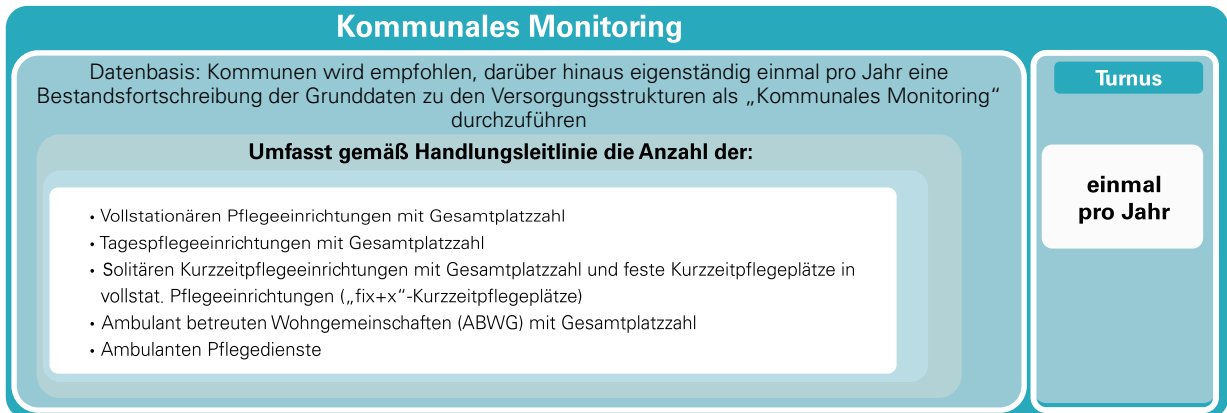 Kommunales Monitoring
Datenbasis: Kommunen wird empfohlen, darüber hinaus eigenständig einmal pro Jahr eine
Bestandsfortschreibung der Grunddaten zu den Versorgungsstrukturen als „Kommunales Monitoring“
durchzuführen
Umfasst gemäß Handlungsleitlinie die Anzahl der:
• Vollstationären Pflegeeinrichtungen mit Gesamtplatzzahl
• Tagespflegeeinrichtungen mit Gesamtplatzzahl
• Solitären Kurzzeitpflegeeinrichtungen mit Gesamtplatzzahl und feste Kurzzeitpflegeplätze in
vollstat. Pflegeeinrichtungen („fix+x“-Kurzzeitpflegeplätze)
• Ambulant betreuten Wohngemeinschaften (ABWG) mit Gesamtplatzzahl
• Ambulanten Pflegedienste
Turnus
einmal
pro Jahr